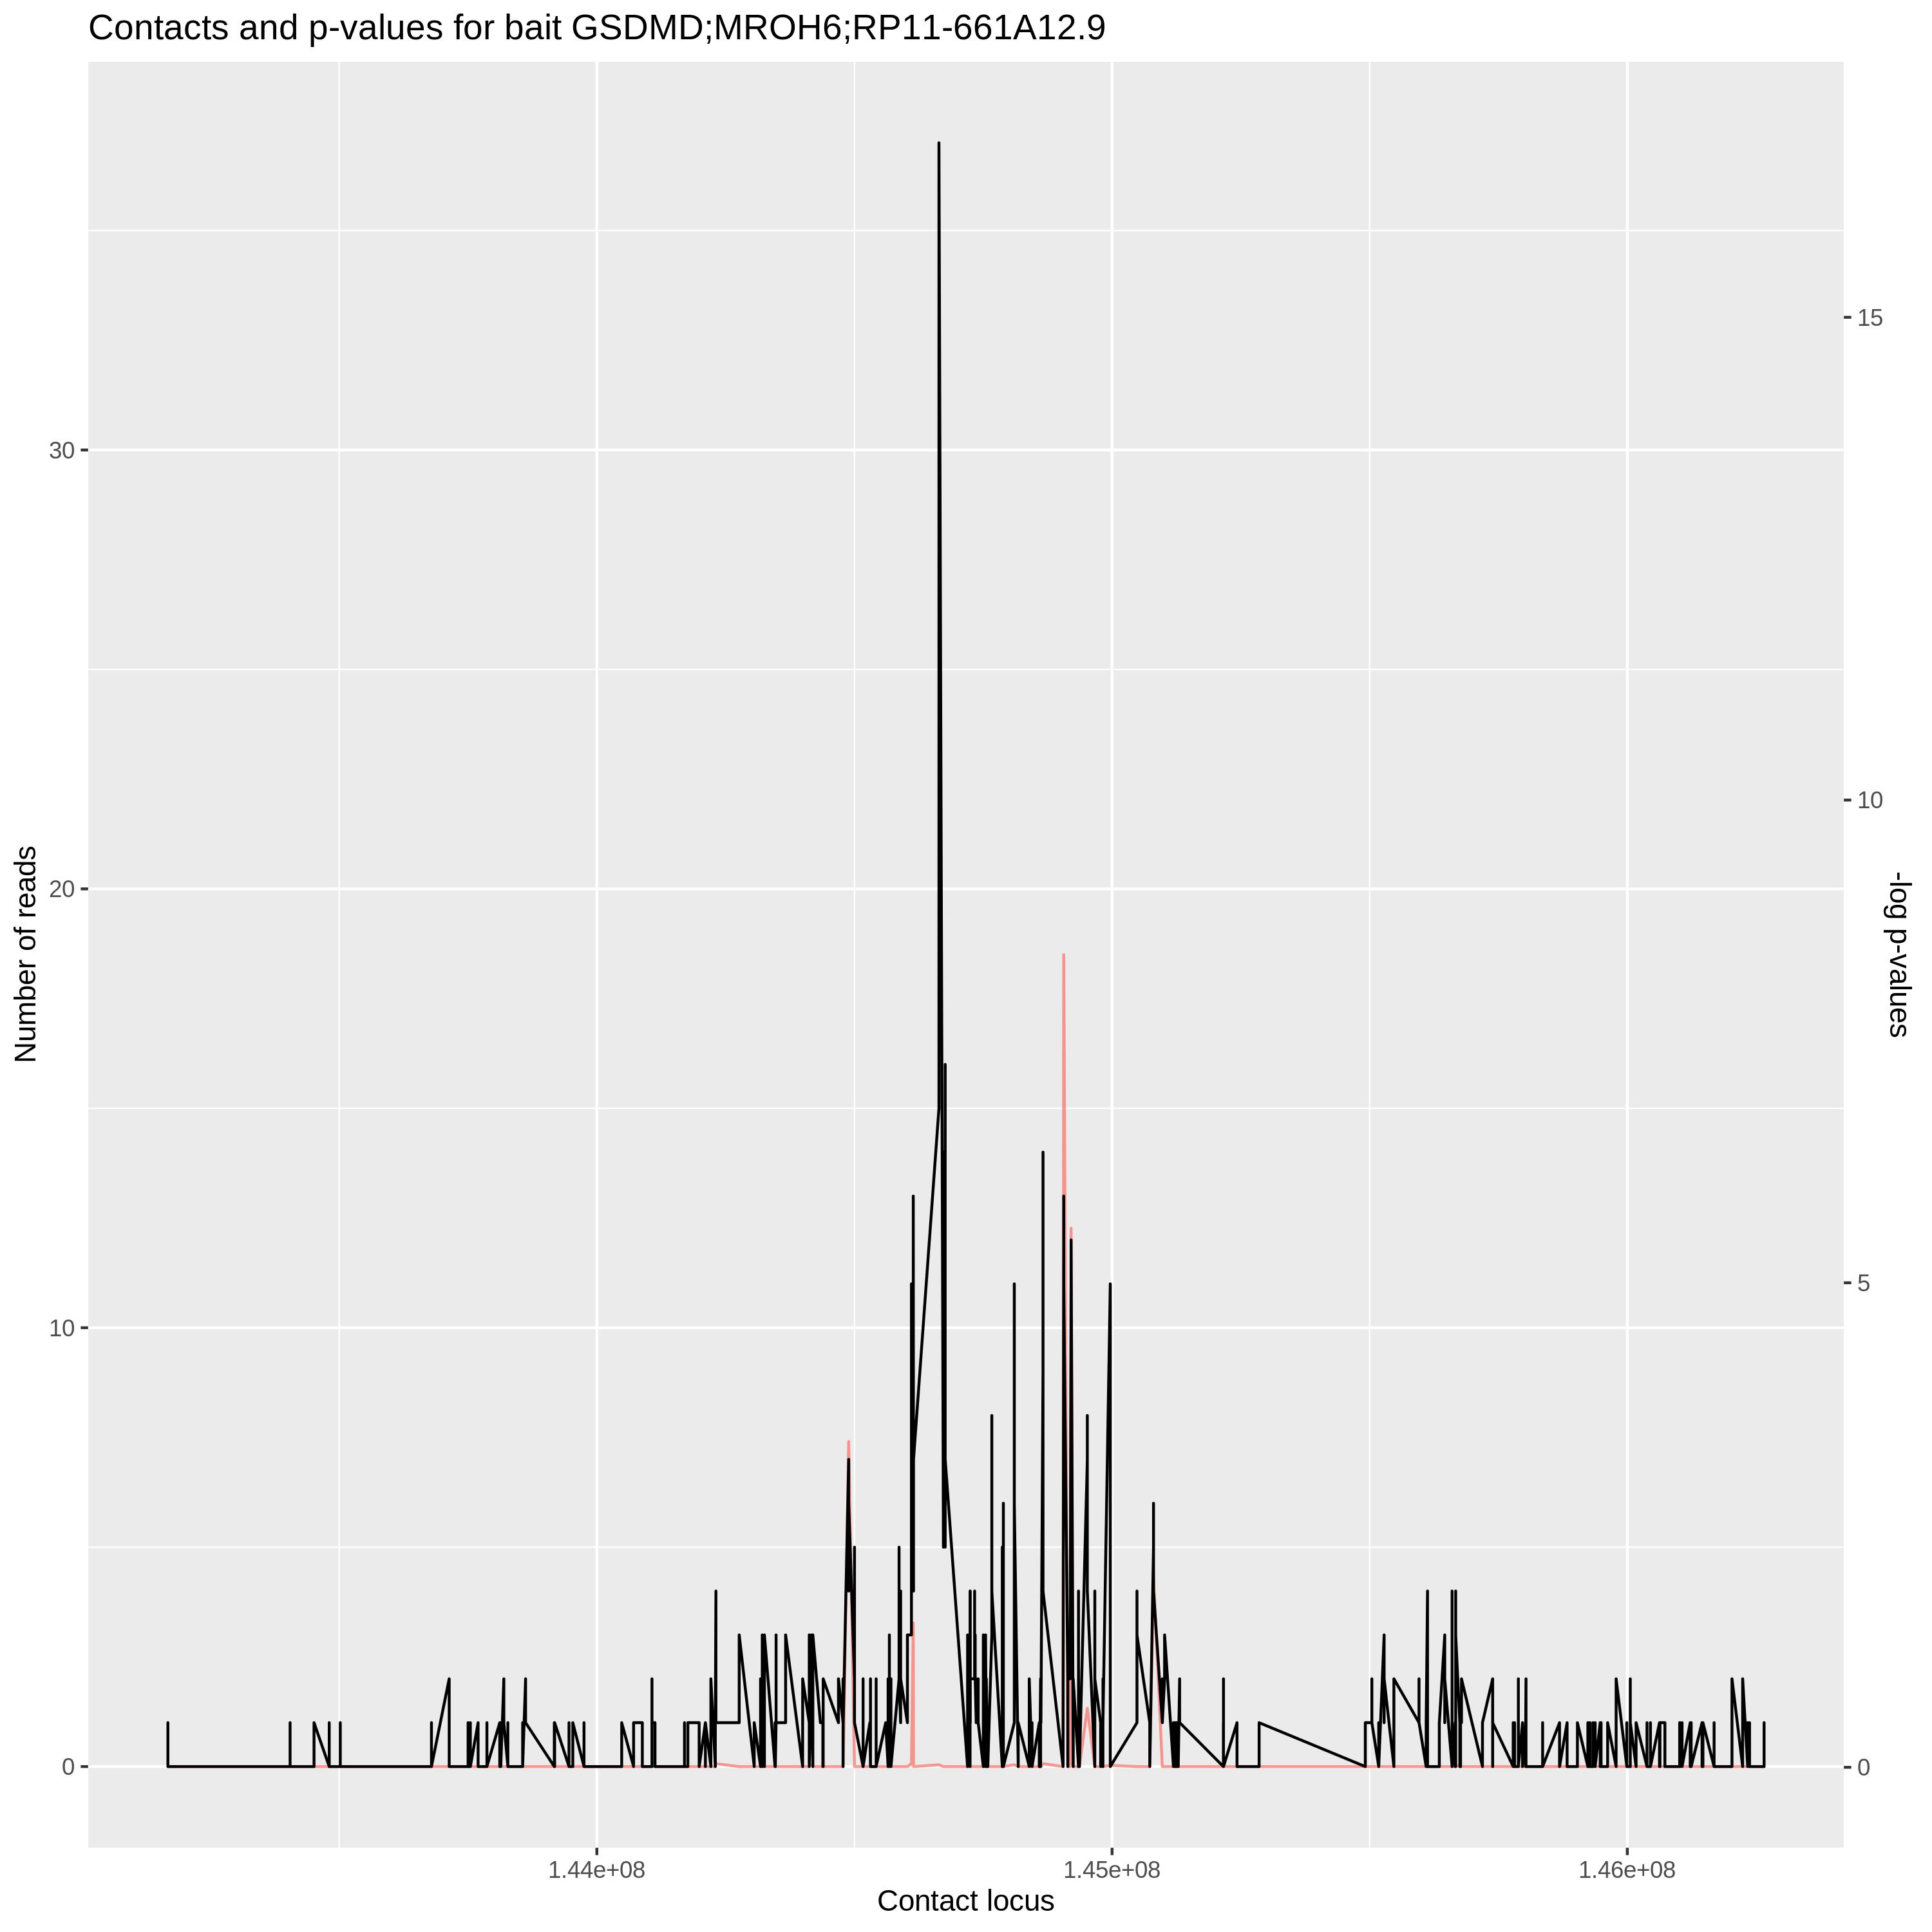 Contacts and p-values for bait GSDMD;MROH6;RP11-661A12.9
Number of reads
30
20
10
0
15
10
5
0
-log p-values
1.44e+08 1.45e+08 1.46e+08
Contact locus